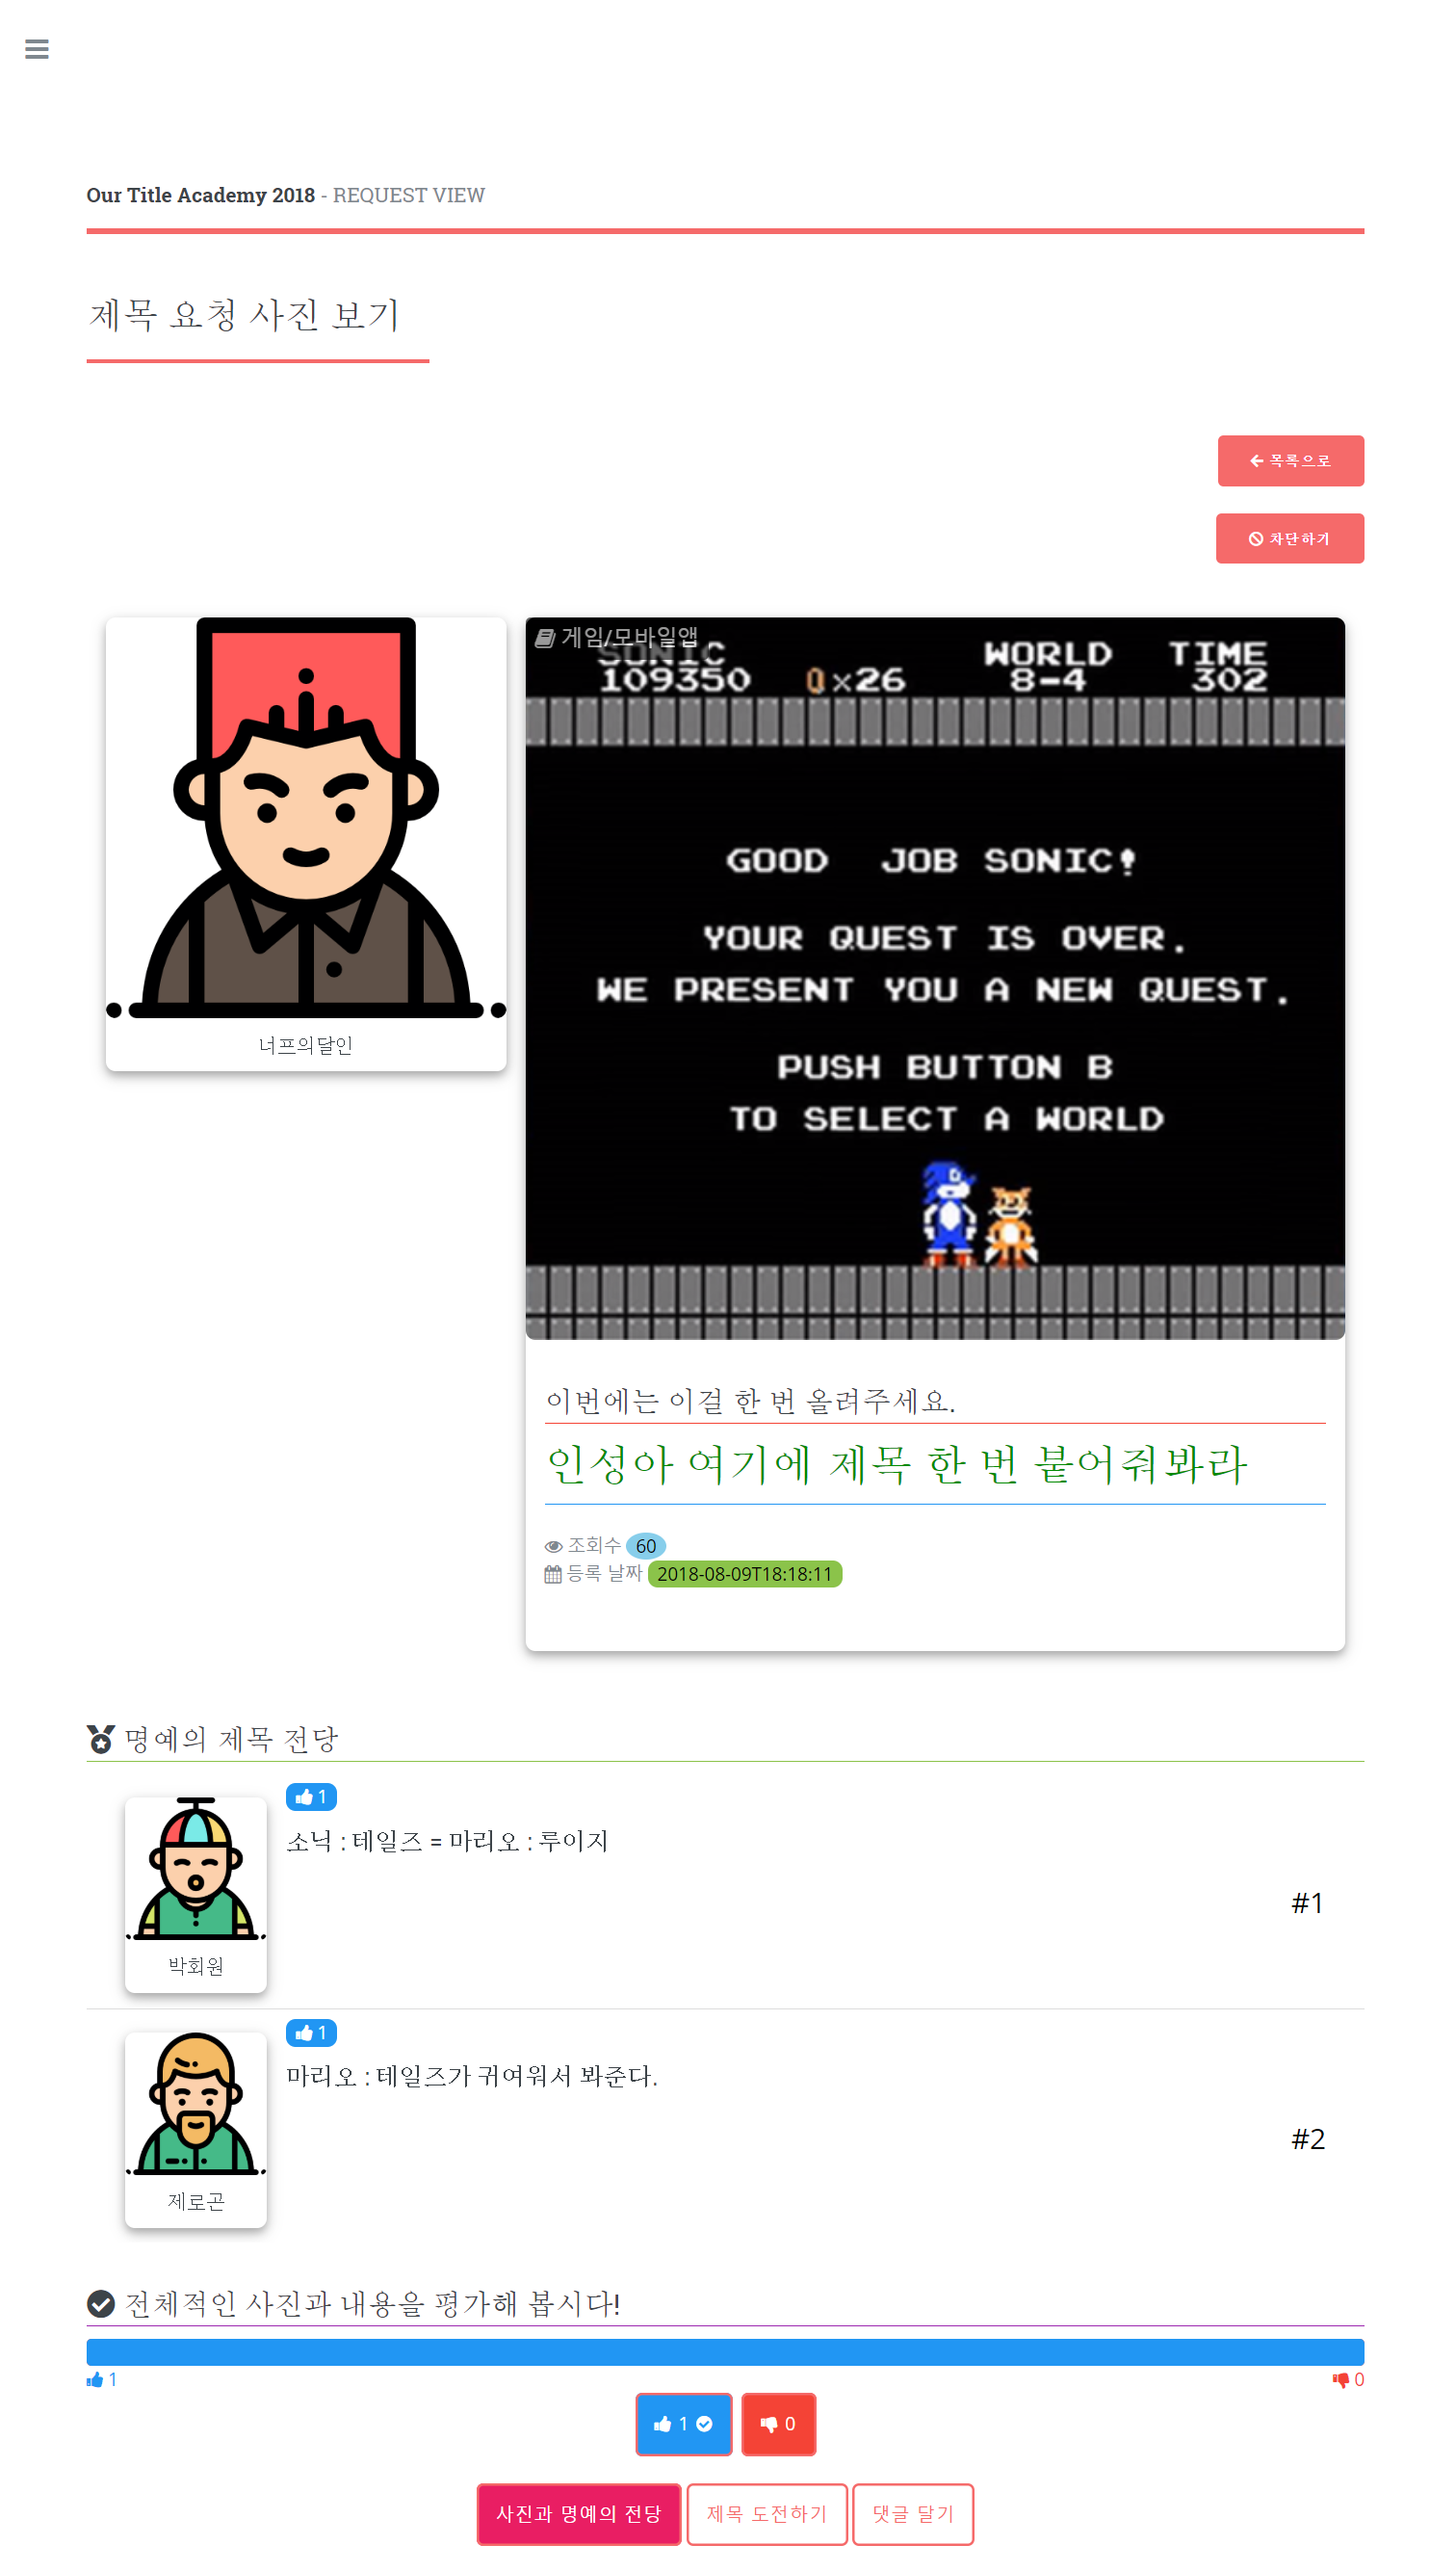 Our Title Academy 2018 - REQUEST VIEW
제목 요청 사진 보기
목록으로
차단하기
너프의달인
게임/모바일앱
SONIC WORLD TIME
109350 ×26 8-4 302
GOOD JOB SONIC!
YOUR QUEST IS OVER.
WE PRESENT YOU A NEW QUEST.
PUSH BUTTON B
TO SELECT A WORLD
이번에는 이걸 한 번 올려주세요.
인성아 여기에 제목 한 번 붙어줘봐라
조회수 60
등록 날짜 2018-08-09T18:18:11
명예의 제목 전당
1
소닉 : 테일즈 = 마리오 : 루이지
#1
박회원
1
마리오 : 테일즈가 귀여워서 봐준다.
#2
제로곤
전체적인 사진과 내용을 평가해 봅시다!
1 0
1 0
사진과 명예의 전당 제목 도전하기 댓글 달기